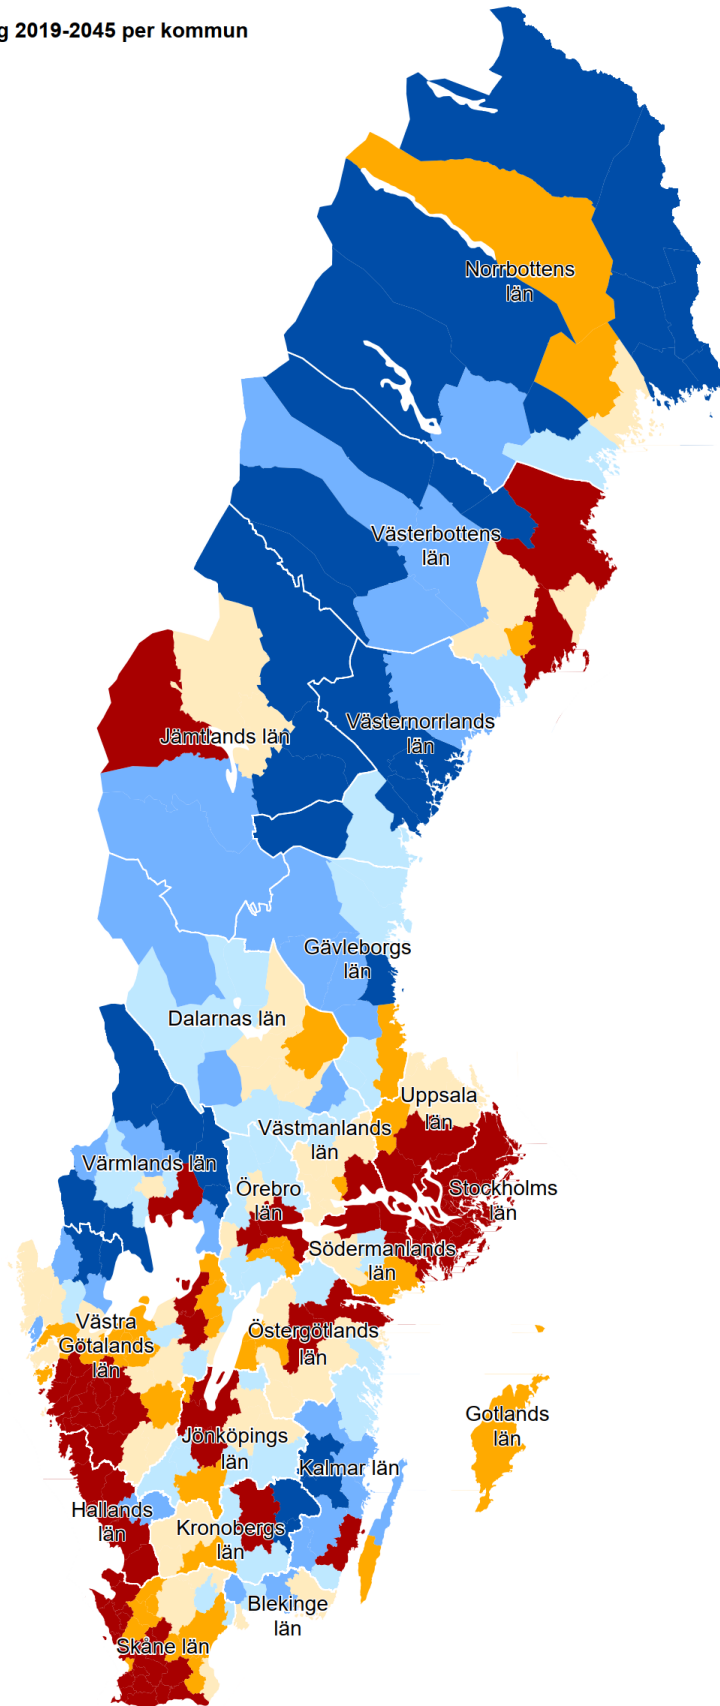 g 2019-2045 per kommun
Norrbottens
län
Västerbottens
län
Västernorrlands
län
Jämtlands län
Gävleborgs
län
Dalarnas län
Uppsala
län
Västmanlands
län
Värmlands län
Örebro
län
Stockholms
län
Södermanlands
län
Västra
Götalands
län
Östergötlands
län
Gotlands
län
Jönköpings
län
Kalmar län
Hallands
län
Kronobergs
län
Blekinge
län
Skåne län